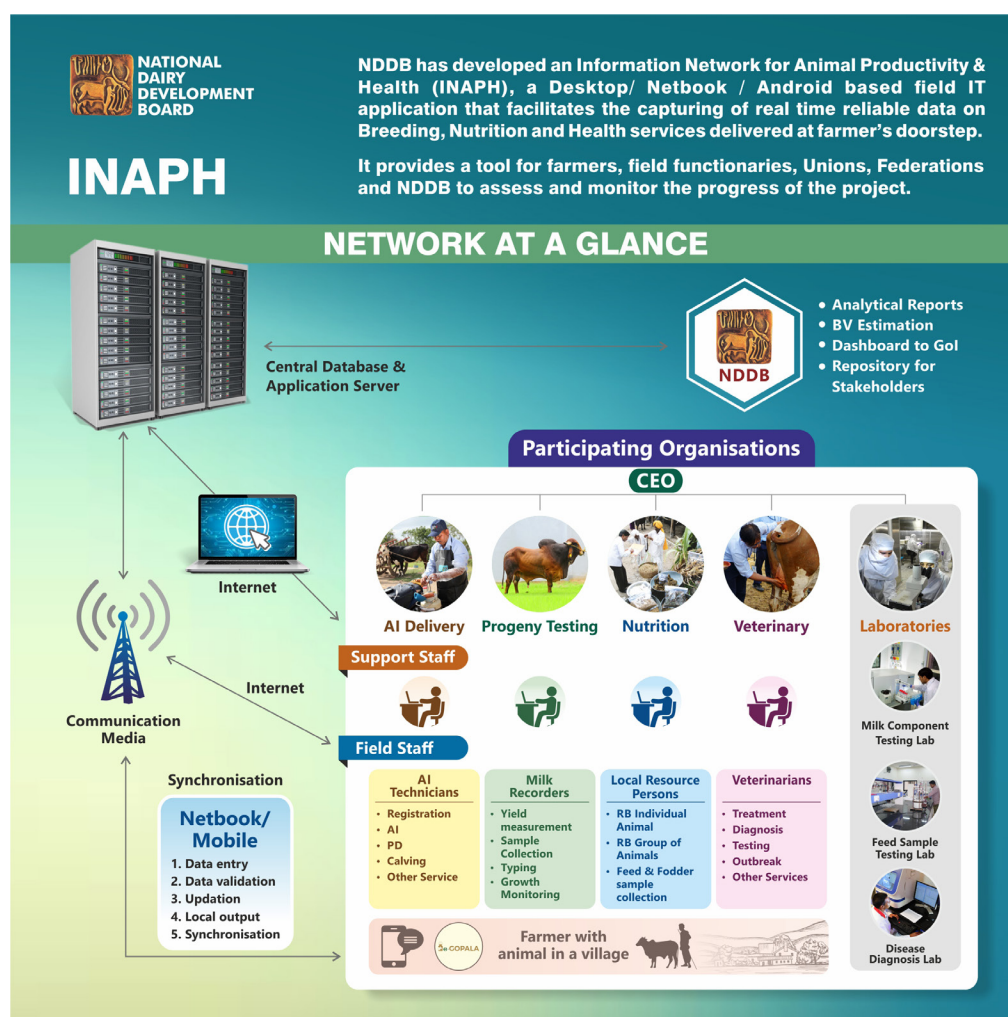 NATIONAL
DAIRY
DEVELOPMENT
BOARD
INAPH
NDDB has developed an Information Network for Animal Productivity &
Health (INAPH), a Desktop/ Netbook / Android based field IT
application that facilitates the capturing of real time reliable data on
Breeding, Nutrition and Health services delivered at farmer's doorstep.
It provides a tool for farmers, field functionaries, Unions, Federations
and NDDB to assess and monitor the progress of the project.
NETWORK AT A GLANCE
Central Database &
Application Server
NDDB
• Analytical Reports
• BV Estimation
• Dashboard to GoI
• Repository for
Stakeholders
Participating Organisations
CEO
Internet
AI Delivery
Progeny Testing
Nutrition
Veterinary
Laboratories
Support Staff
Internet
Communication
Media
Field Staff
Milk Component
Testing Lab
Feed Sample
Testing Lab
Disease
Diagnosis Lab
Synchronisation
Netbook/
Mobile
1. Data entry
2. Data validation
3. Updation
4. Local output
5. Synchronisation
AI
Technicians
• Registration
• AI
• PD
• Calving
• Other Service
Milk
Recorders
• Yield
measurement
• Sample
Collection
• Typing
• Growth
Monitoring
Local Resource
Persons
• RB Individual
Animal
• RB Group of
Animals
• Feed & Fodder
sample
collection
Veterinarians
• Treatment
• Diagnosis
• Testing
• Outbreak
• Other Services
GOPALA
Farmer with
animal in a village